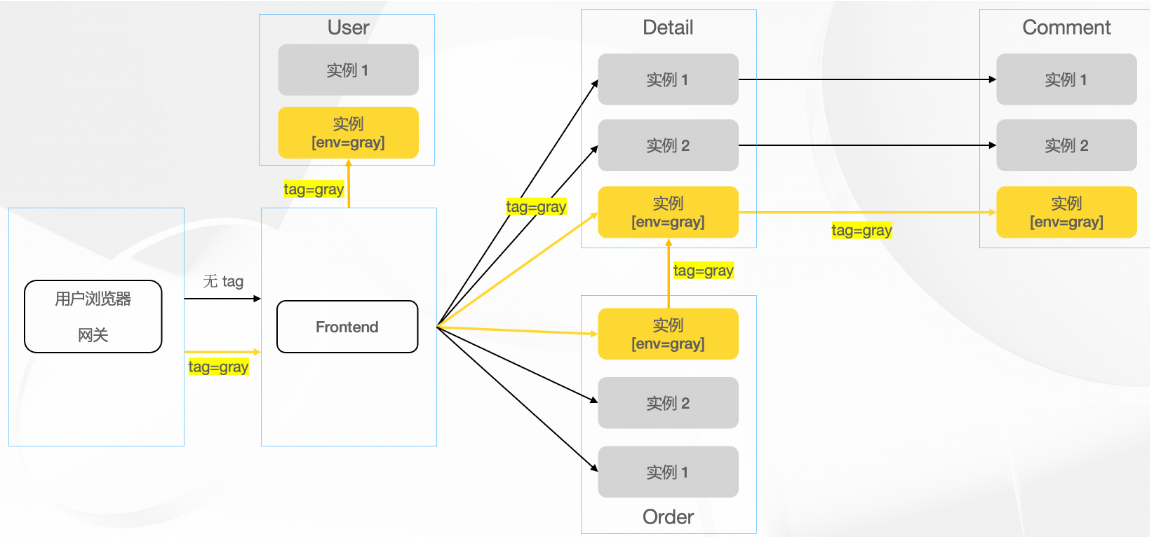 User
实例 1
实例
[env=gray]
tag=gray
用户浏览器
网关
无 tag
tag=gray
Frontend
tag=gray
Detail
实例 1
实例 2
实例
[env=gray]
tag=gray
实例
[env=gray]
实例 2
实例 1
Order
tag=gray
Comment
实例 1
实例 2
实例
[env=gray]